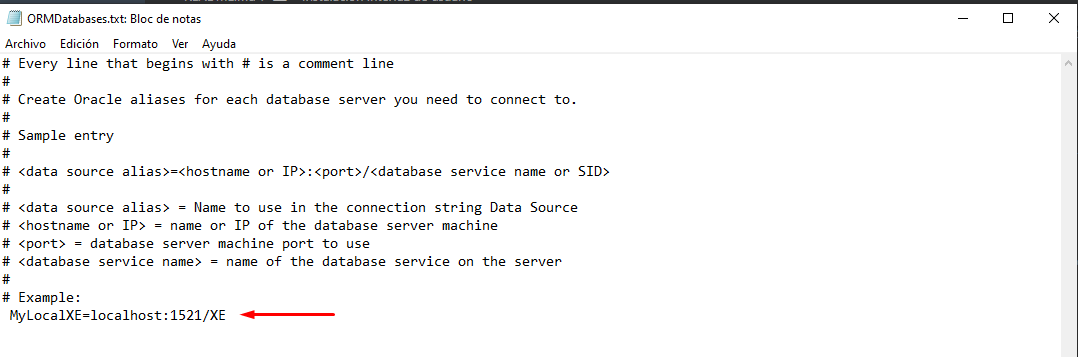 ORMDatabases.txt: Bloc de notas
Archivo Edición Formato Ver Ayuda
# Every line that begins with # is a comment line
#
# Create Oracle aliases for each database server you need to connect to.
#
# Sample entry
#
# <data source alias>=<hostname or IP>:<port>/<database service name or SID>
#
# <data source alias> = Name to use in the connection string Data Source
# <hostname or IP> = name or IP of the database server machine
# <port> = database server machine port to use
# <database service name> = name of the database service on the server
#
# Example:
MyLocalXE=localhost:1521/XE